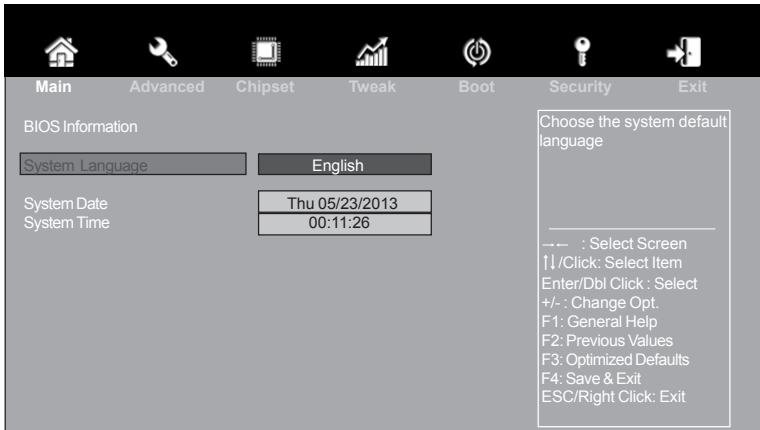 Main Advanced Chipset Tweak Boot Security Exit
BIOS Information
System Language English
System Date Thu 05/23/2013
System Time 00:11:26
Choose the system default
language
→← : Select Screen
↑↓/Click: Select Item
Enter/Dbl Click : Select
+/- : Change Opt.
F1: General Help
F2: Previous Values
F3: Optimized Defaults
F4: Save & Exit
ESC/Right Click: Exit